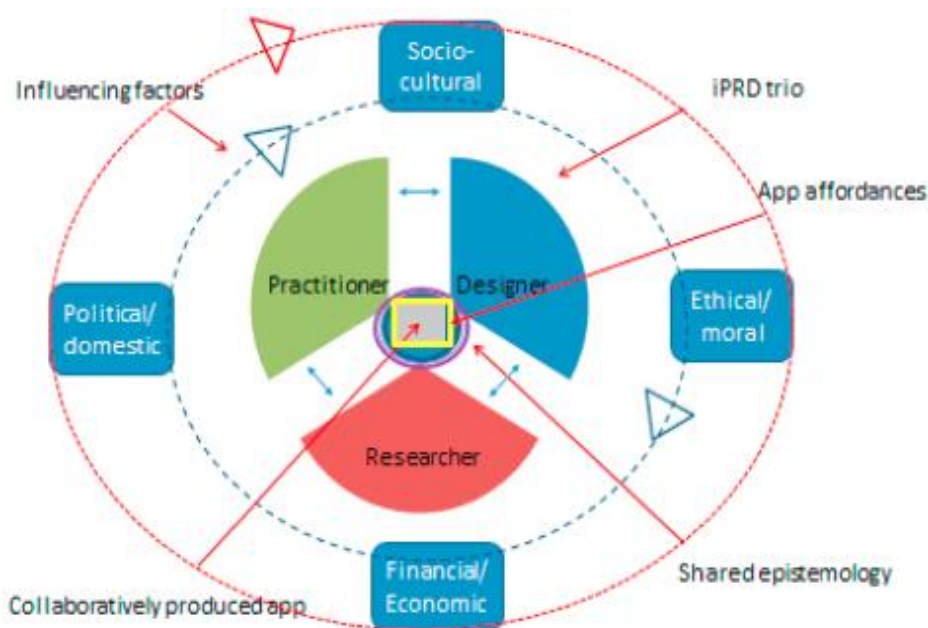 Socio-
cultural
Influencing factors
iPRD trio
App affordances
Practitioner
Designer
Political/
domestic
Ethical/
moral
Researcher
Financial/
Economic
Shared epistemology
Collaboratively produced app